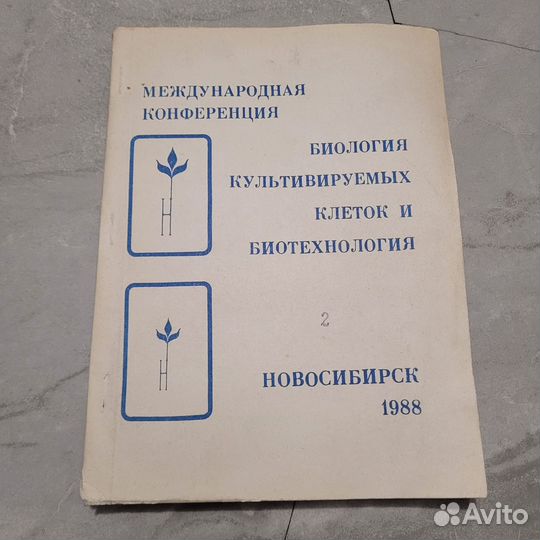 МЕЖДУНАРОДНАЯ
КОНФЕРЕНЦИЯ
БИОЛОГИЯ
КУЛЬТИВИРУЕМЫХ
КЛЕТОК И
БИОТЕХНОЛОГИЯ
Н
Н
2
НОВОСИБИРСК
1988
Avito